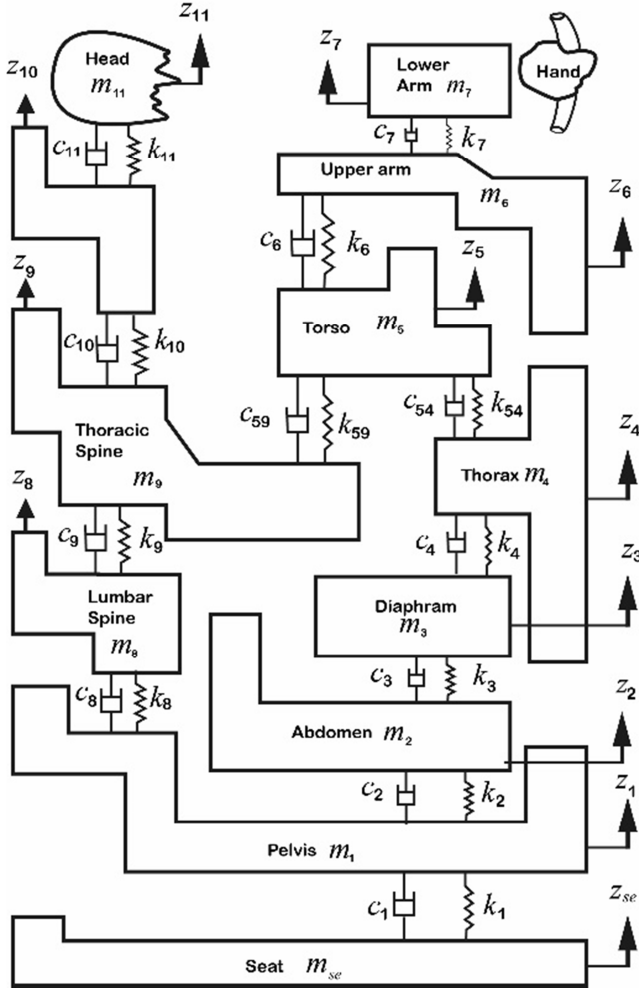 z₁₁
Head
m₁₁
z₁₀
c₁₁
k₁₁
z₇
Lower
Arm m₇
Hand
c₇
k₇
Upper arm
m₆
z₆
c₆
k₆
z₅
Torso m₅
z₉
c₁₀
k₁₀
c₅₉
k₅₉
c₅₄
k₅₄
Thoracic
Spine
m₉
Thorax m₄
z₄
z₈
c₉
k₉
c₄
k₄
z₃
Lumbar
Spine
m₈
Diaphram
m₃
c₈
k₈
c₃
k₃
z₂
Abdomen m₂
c₂
k₂
z₁
Pelvis m₁
c₁
k₁
zₛₑ
Seat mₛₑ